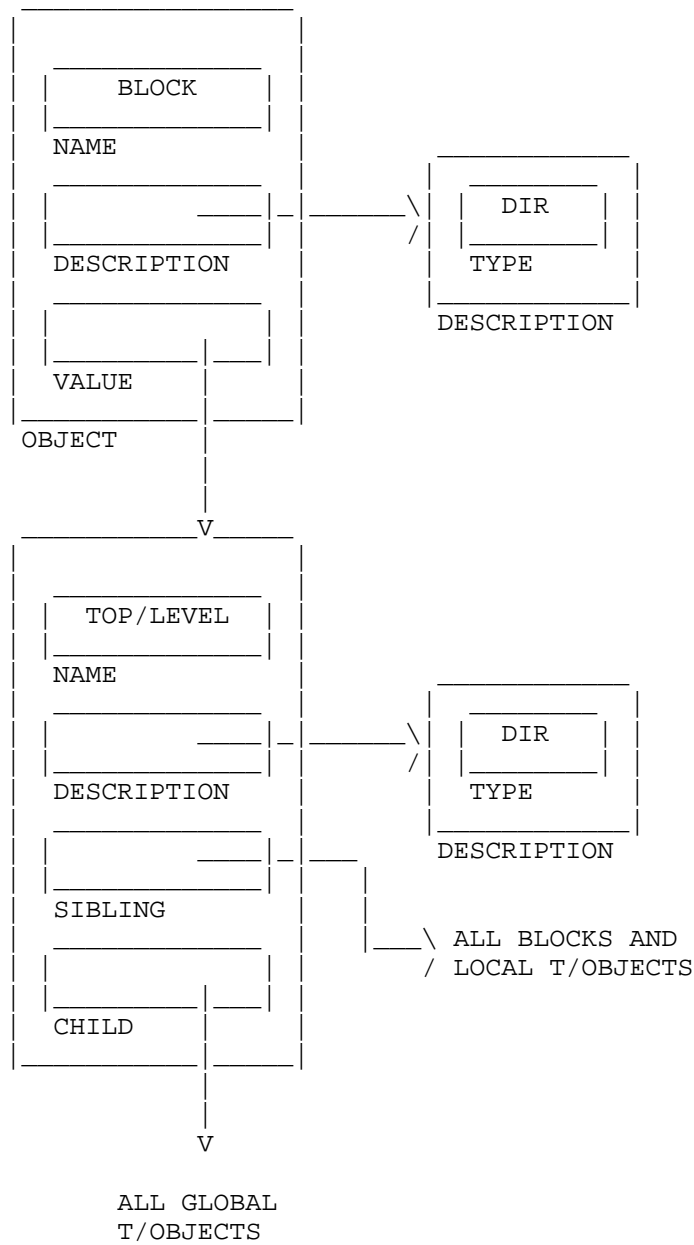 BLOCK
NAME
DIR
DESCRIPTION
TYPE
DESCRIPTION
VALUE
OBJECT
TOP/LEVEL
NAME
DIR
DESCRIPTION
TYPE
DESCRIPTION
SIBLING
ALL BLOCKS AND
LOCAL T/OBJECTS
CHILD
ALL GLOBAL
T/OBJECTS